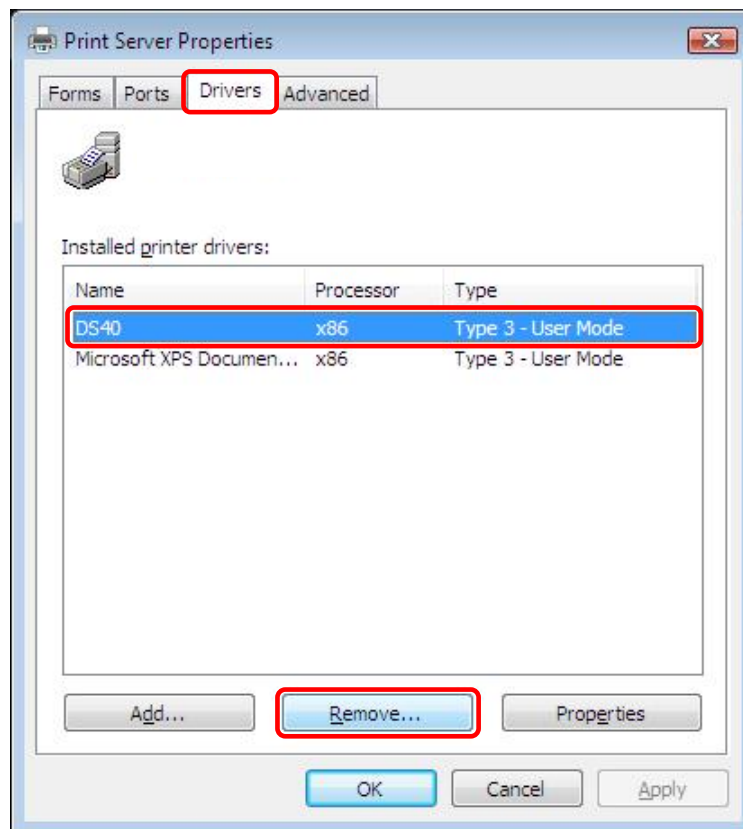 Print Server Properties
Forms Ports Drivers Advanced
Installed printer drivers:
Name Processor Type
DS40 x86 Type 3 - User Mode
Microsoft XPS Documen... x86 Type 3 - User Mode
Add... Remove... Properties
OK Cancel Apply